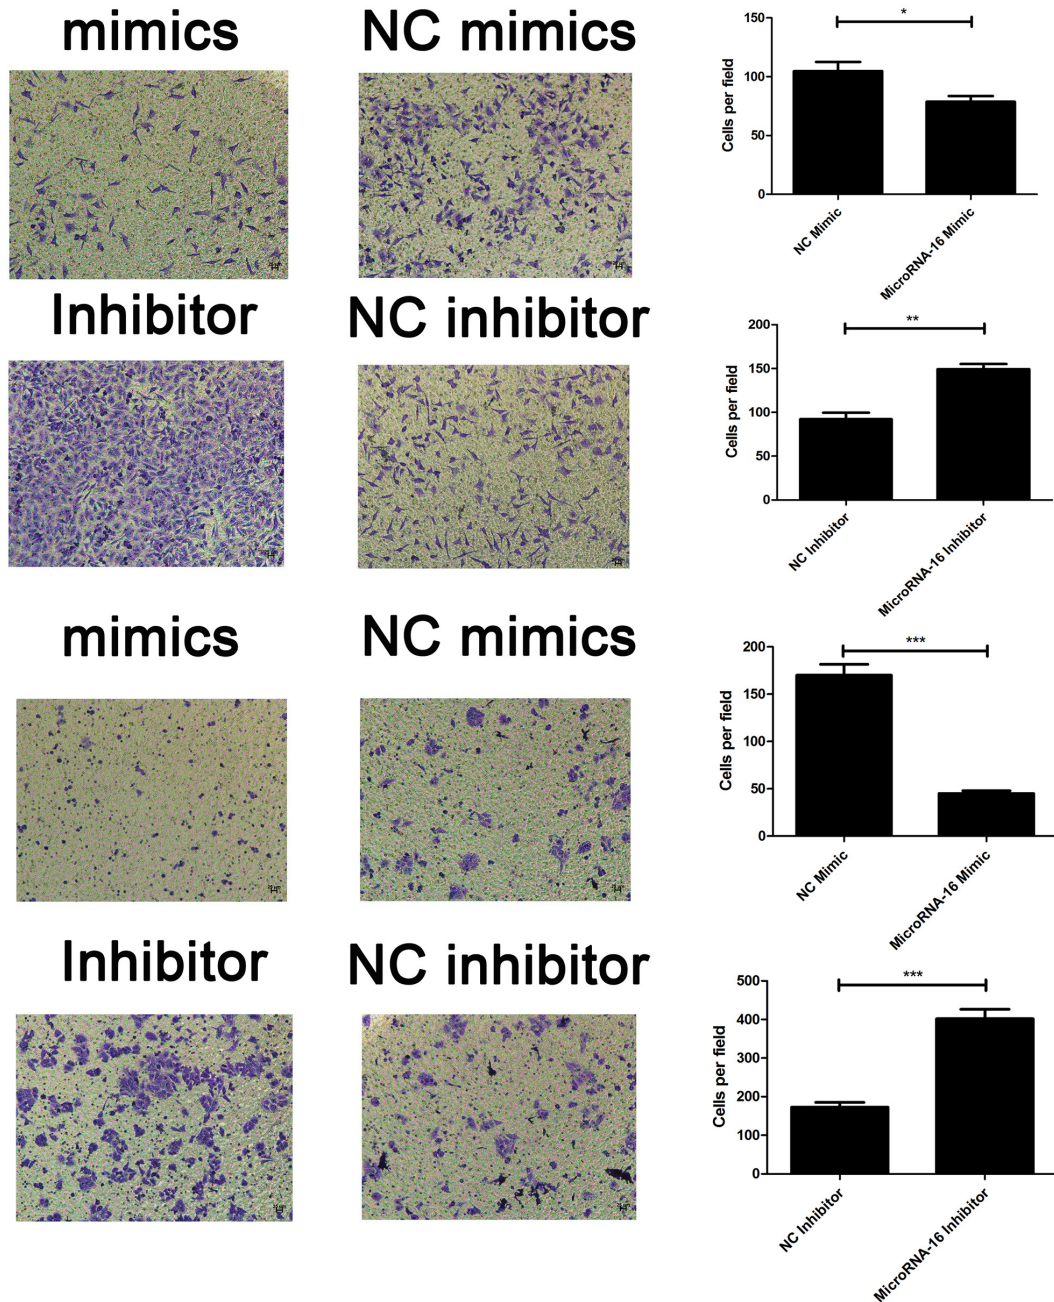 mimics
NC mimics
*
150
100
50
0
Cells per field
NC Mimic
MicroRNA-16 Mimic
Inhibitor
NC inhibitor
**
200
150
100
50
0
Cells per field
NC Inhibitor
MicroRNA-16 Inhibitor
mimics
NC mimics
***
200
150
100
50
0
Cells per field
NC Mimic
MicroRNA-16 Mimic
Inhibitor
NC inhibitor
***
500
400
300
200
100
0
Cells per field
NC Inhibitor
MicroRNA-16 Inhibitor